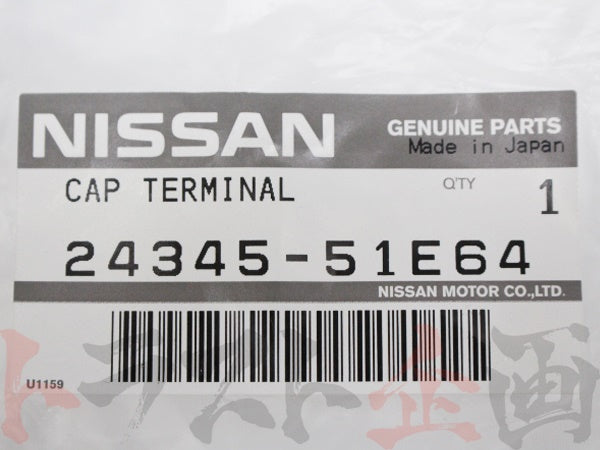 NISSAN
GENUINE PARTS
Made in Japan
CAP TERMINAL
Q'TY 1
24345-51E64
NISSAN MOTOR CO.,LTD.
U1159
トラスト企画